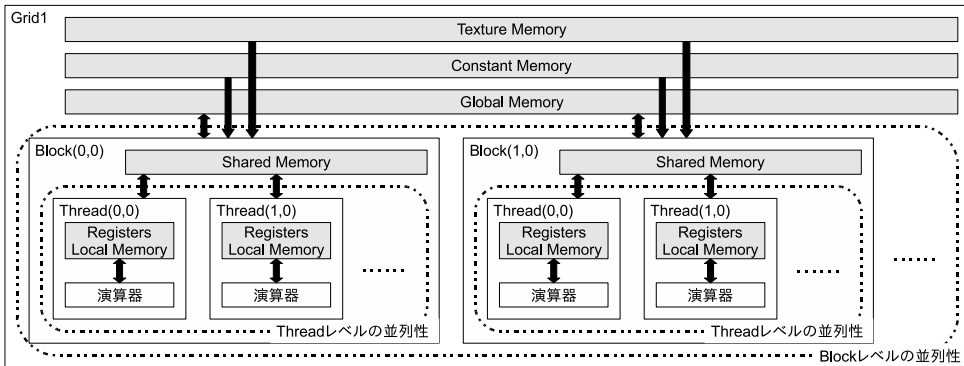 Grid1
Texture Memory
Constant Memory
Global Memory
Block(0,0)
Shared Memory
Thread(0,0)
Registers
Local Memory
演算器
Thread(1,0)
Registers
Local Memory
演算器
......
Threadレベルの並列性
Block(1,0)
Shared Memory
Thread(0,0)
Registers
Local Memory
演算器
Thread(1,0)
Registers
Local Memory
演算器
......
Threadレベルの並列性
......
Blockレベルの並列性